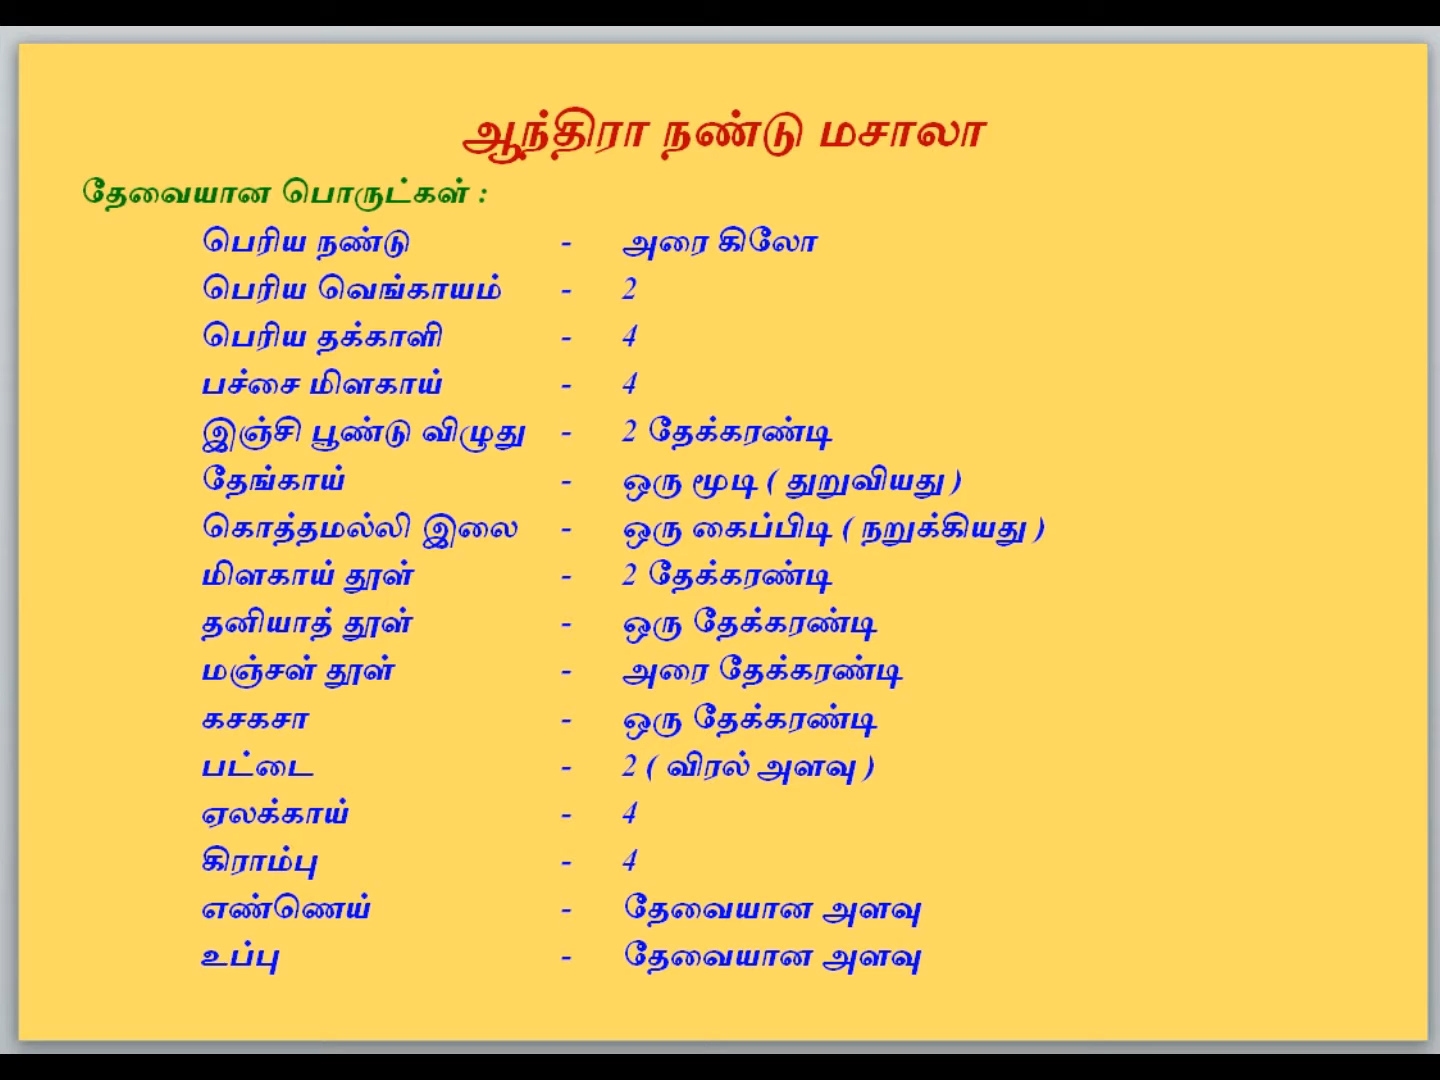 ஆந்திரா நண்டு மசாலா
தேவையான பொருட்கள் :
பெரிய நண்டு - அரை கிலோ
பெரிய வெங்காயம் - 2
பெரிய தக்காளி - 4
பச்சை மிளகாய் - 4
இஞ்சி பூண்டு விழுது - 2 தேக்கரண்டி
தேங்காய் - ஒரு மூடி ( துறுவியது )
கொத்தமல்லி இலை - ஒரு கைப்பிடி ( நறுக்கியது )
மிளகாய் தூள் - 2 தேக்கரண்டி
தனியாத் தூள் - ஒரு தேக்கரண்டி
மஞ்சள் தூள் - அரை தேக்கரண்டி
கசகசா - ஒரு தேக்கரண்டி
பட்டை - 2 ( விரல் அளவு )
ஏலக்காய் - 4
கிராம்பு - 4
எண்ணெய் - தேவையான அளவு
உப்பு - தேவையான அளவு